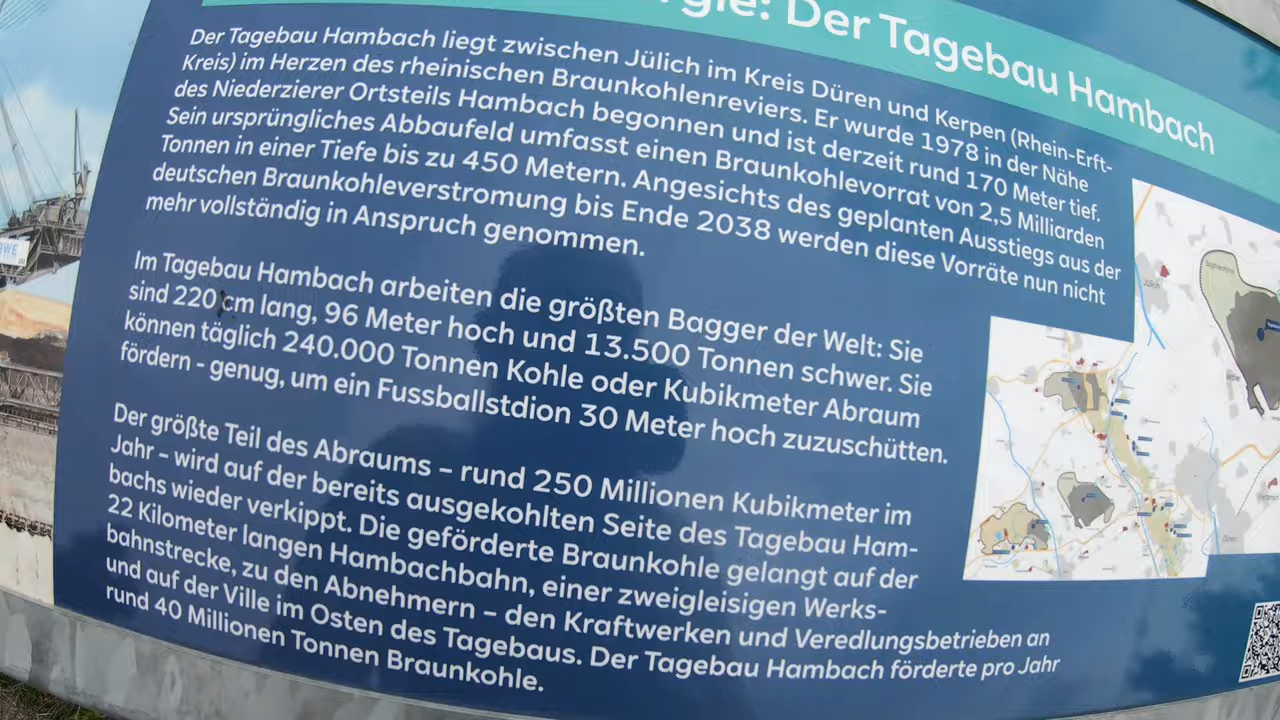 Der Tagebau Hambach
Der Tagebau Hambach liegt zwischen Jülich im Kreis Düren und Kerpen (Rhein-Erft-
Kreis) im Herzen des rheinischen Braunkohlenreviers. Er wurde 1978 in der Nähe
des Niederzierer Ortsteils Hambach begonnen und ist derzeit rund 170 Meter tief.
Sein ursprüngliches Abbaufeld umfasst einen Braunkohlevorrat von 2,5 Milliarden
Tonnen in einer Tiefe bis zu 450 Metern. Angesichts des geplanten Ausstiegs aus der
deutschen Braunkohleverstromung bis Ende 2038 werden diese Vorräte nun nicht
mehr vollständig in Anspruch genommen.
Im Tagebau Hambach arbeiten die größten Bagger der Welt: Sie
sind 220 cm lang, 96 Meter hoch und 13.500 Tonnen schwer. Sie
können täglich 240.000 Tonnen Kohle oder Kubikmeter Abraum
fördern - genug, um ein Fussballstdion 30 Meter hoch zuzuschütten.
Der größte Teil des Abraums – rund 250 Millionen Kubikmeter im
Jahr – wird auf der bereits ausgekohlten Seite des Tagebau Ham-
bachs wieder verkippt. Die geförderte Braunkohle gelangt auf der
22 Kilometer langen Hambachbahn, einer zweigleisigen Werks-
bahnstrecke, zu den Abnehmern – den Kraftwerken und Veredlungsbetrieben an
und auf der Ville im Osten des Tagebaus. Der Tagebau Hambach förderte pro Jahr
rund 40 Millionen Tonnen Braunkohle.
RWE
Sophienhöhe
Jülich